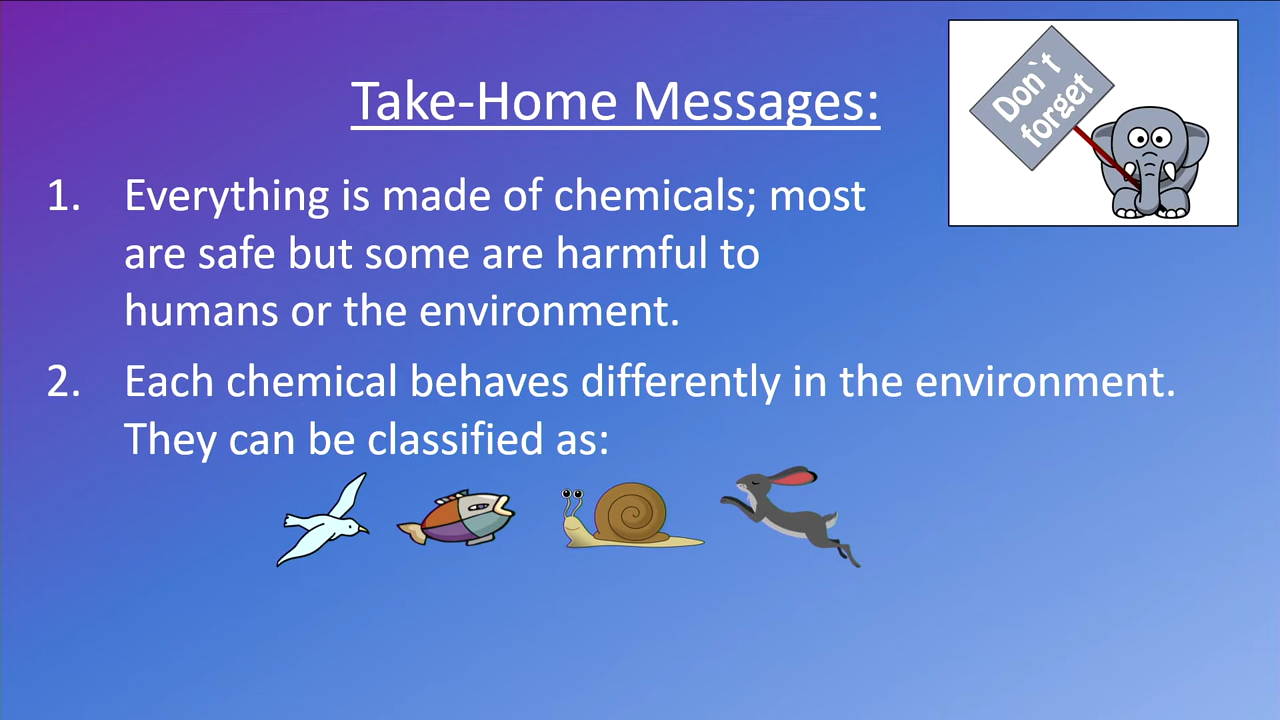 Take-Home Messages:
Don`t
forget
1. Everything is made of chemicals; most
are safe but some are harmful to
humans or the environment.
2. Each chemical behaves differently in the environment.
They can be classified as: